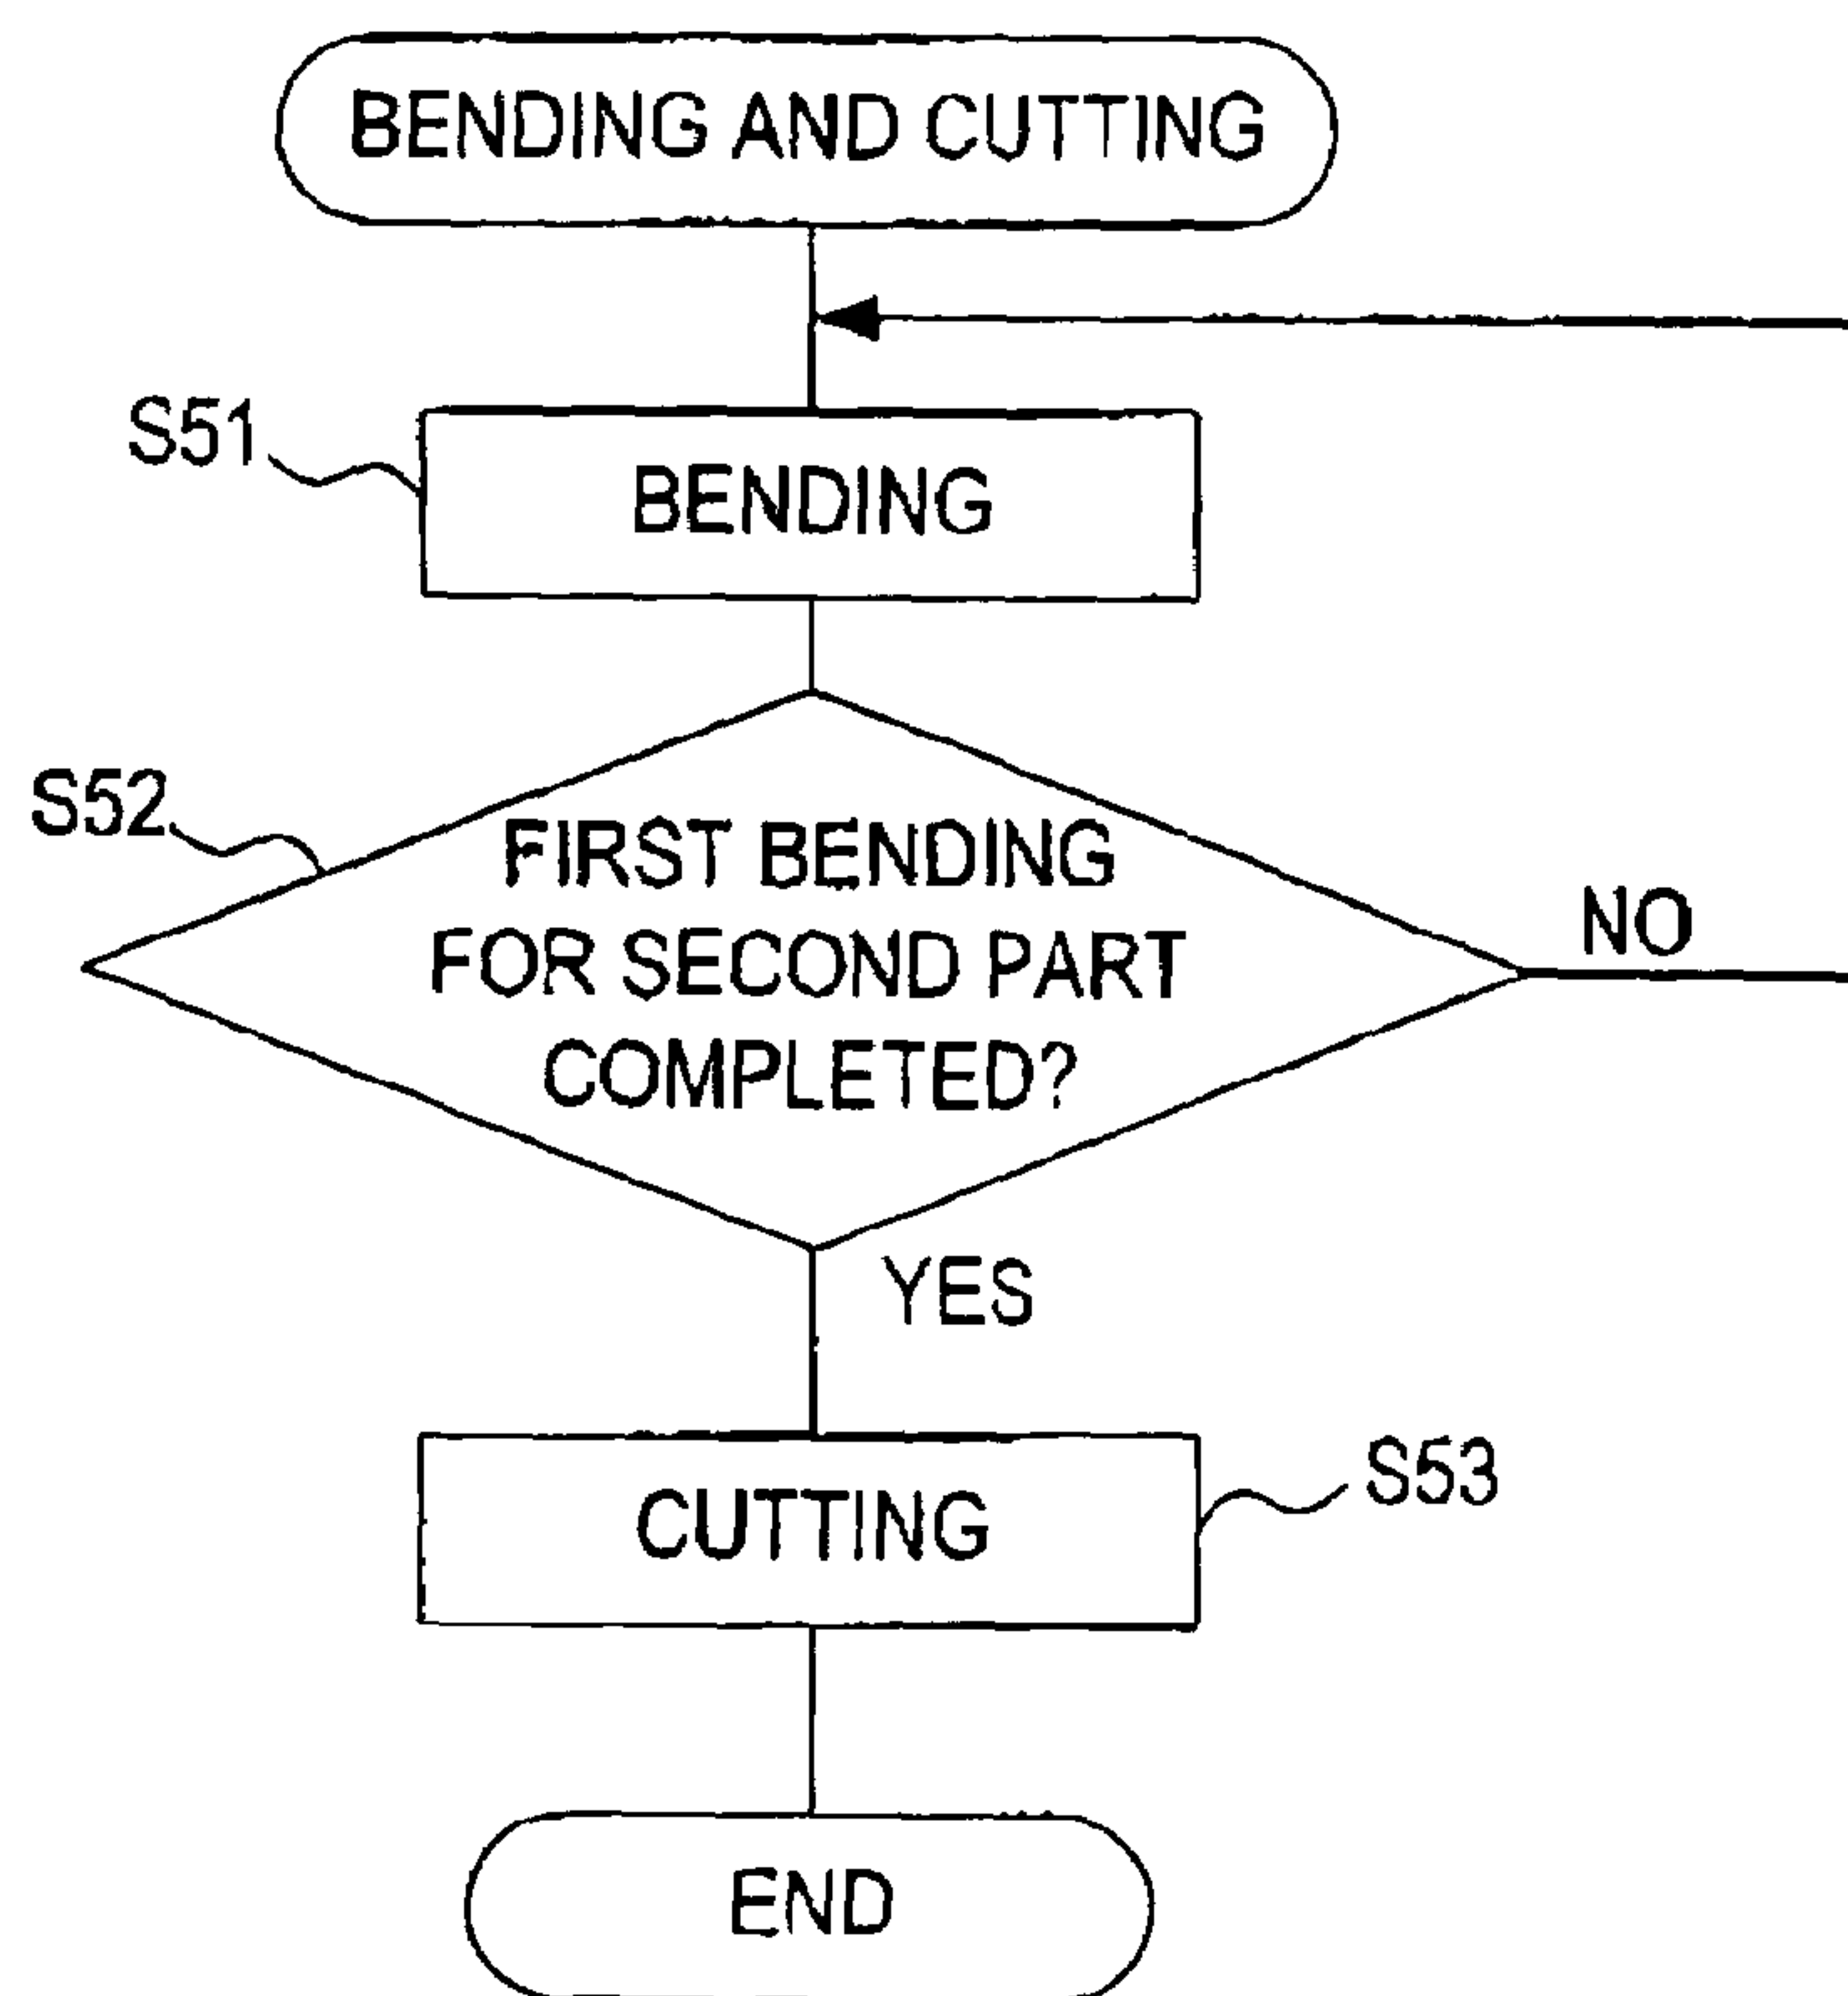 BENDING AND CUTTING
S51
BENDING
S52
FIRST BENDING
FOR SECOND PART
COMPLETED?
NO
YES
CUTTING
S53
END